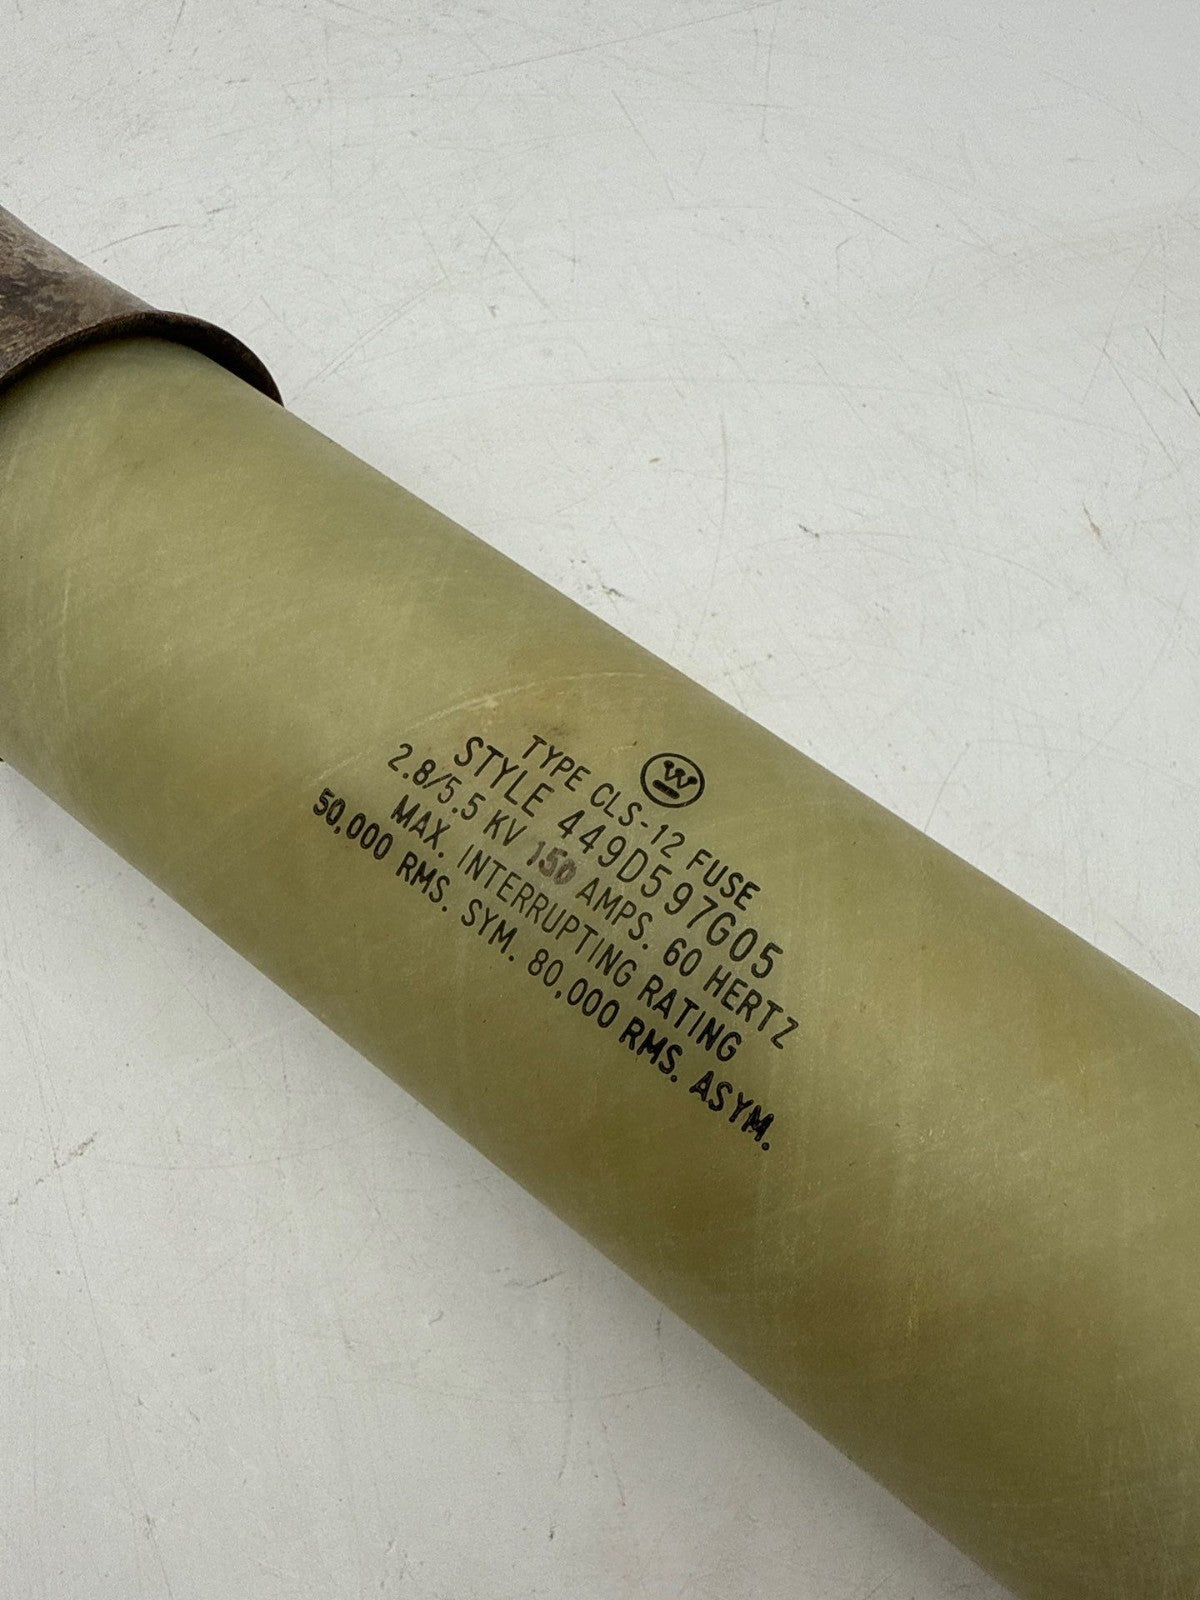 W
TYPE CLS-12 FUSE
STYLE 449D597G05
2.8/5.5 KV 150 AMPS. 60 HERTZ
MAX. INTERRUPTING RATING
50,000 RMS. SYM. 80,000 RMS. ASYM.